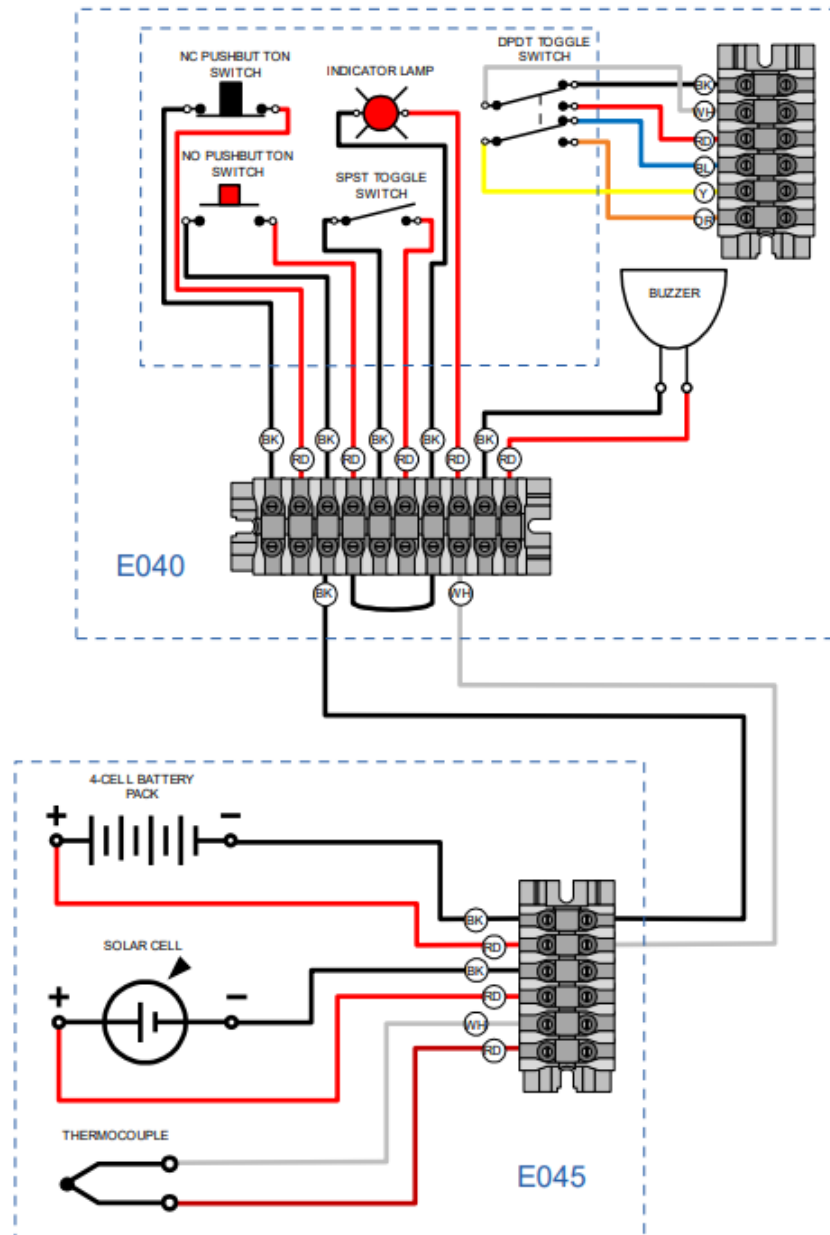 NC PUSHBUTTON
SWITCH
INDICATOR LAMP
DPDT TOGGLE
SWITCH
BK
WH
RD
BL
Y
OR
NO PUSHBUTTON
SWITCH
SPST TOGGLE
SWITCH
BUZZER
BK
RD
BK
RD
BK
RD
BK
RD
BK
RD
E040
BK
WH
4-CELL BATTERY
PACK
+
−
BK
RD
SOLAR CELL
BK
+
−
RD
WH
RD
THERMOCOUPLE
E045